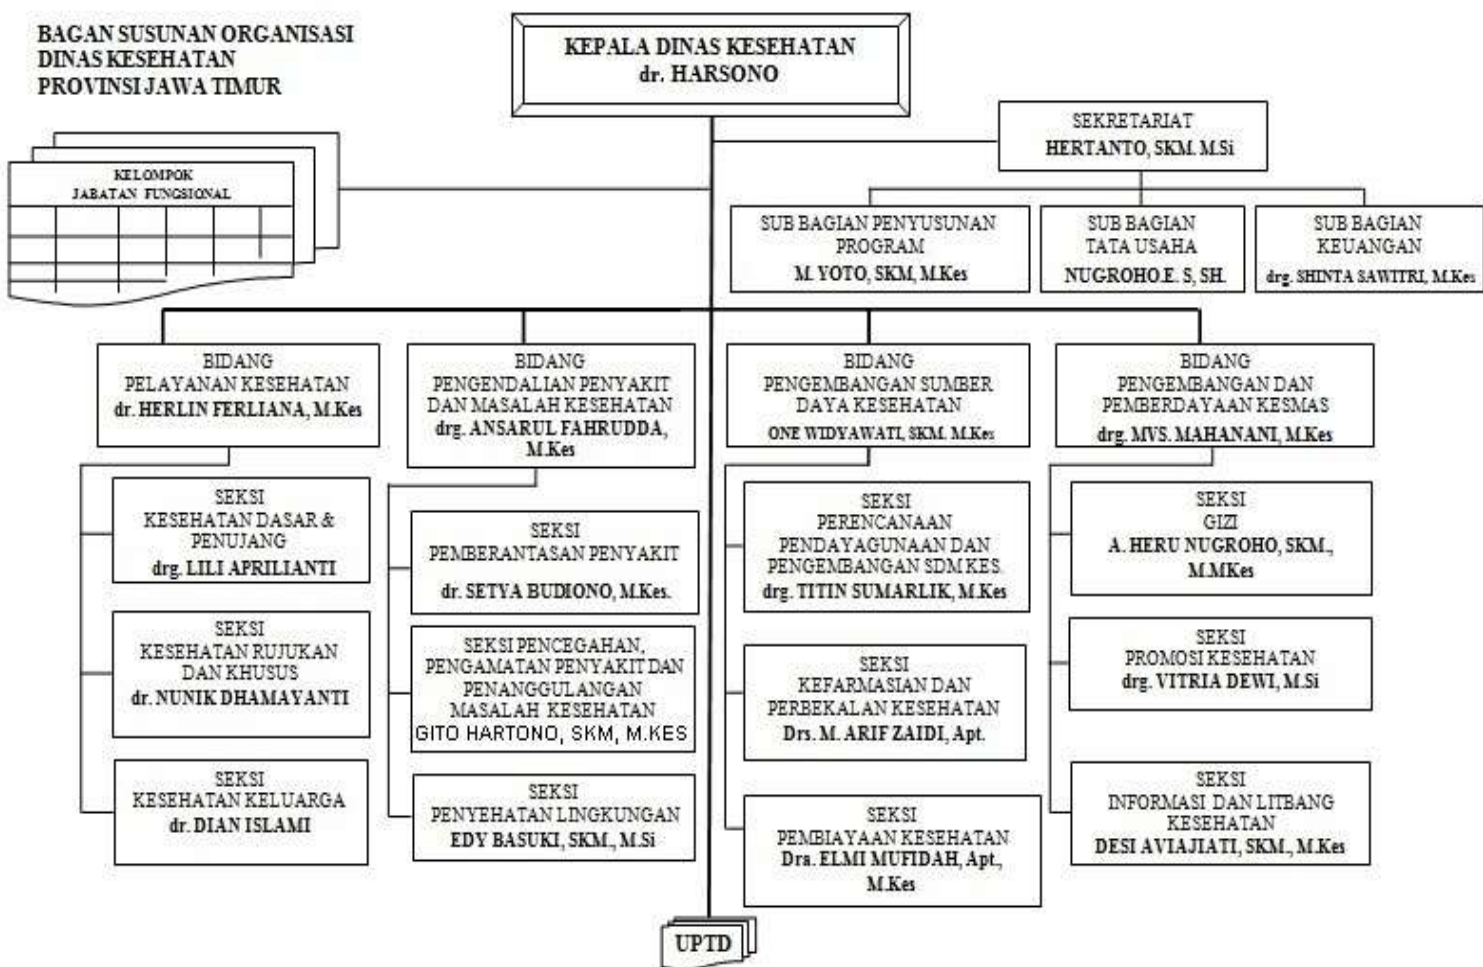 BAGAN SUSUNAN ORGANISASI
DINAS KESEHATAN
PROVINSI JAWA TIMUR
KEPALA DINAS KESEHATAN
dr. HARSONO
SEKRETARIAT
HERTANTO, SKM. M.Si
KELOMPOK
JABATAN FUNGSIONAL
SUB BAGIAN PENYUSUNAN
PROGRAM
M. YOTO, SKM, M.Kes
SUB BAGIAN
TATA USAHA
NUGROHO.E. S, SH.
SUB BAGIAN
KEUANGAN
drg. SHINTA SAWITRI, M.Kes
BIDANG
PELAYANAN KESEHATAN
dr. HERLIN FERLIANA, M.Kes
BIDANG
PENGENDALIAN PENYAKIT
DAN MASALAH KESEHATAN
drg. ANSARUL FAHRUDDA,
M.Kes
BIDANG
PENGEMBANGAN SUMBER
DAYA KESEHATAN
ONE WIDYAWATI, SKM. M.Kes
BIDANG
PENGEMBANGAN DAN
PEMBERDAYAAN KESMAS
drg. MVS. MAHANANI, M.Kes
SEKSI
KESEHATAN DASAR &
PENUJANG
drg. LILI APRILIANTI
SEKSI
KESEHATAN RUJUKAN
DAN KHUSUS
dr. NUNIK DHAMAYANTI
SEKSI
KESEHATAN KELUARGA
dr. DIAN ISLAMI
SEKSI
PEMBERANTASAN PENYAKIT
dr. SETYA BUDIONO, M.Kes.
SEKSI PENCEGAHAN,
PENGAMATAN PENYAKIT DAN
PENANGGULANGAN
MASALAH KESEHATAN
GITO HARTONO, SKM, M.KES
SEKSI
PENYEHATAN LINGKUNGAN
EDY BASUKI, SKM., M.Si
SEKSI
PERENCANAAN
PENDAYAGUNAAN DAN
PENGEMBANGAN SDM KES.
drg. TITIN SUMARLIK, M.Kes
SEKSI
KEFARMASIAN DAN
PERBEKALAN KESEHATAN
Drs. M. ARIF ZAIDI, Apt.
SEKSI
PEMBIAYAAN KESEHATAN
Dra. ELMI MUFIDAH, Apt.,
M.Kes
SEKSI
GIZI
A. HERU NUGROHO, SKM.,
M.MKes
SEKSI
PROMOSI KESEHATAN
drg. VITRIA DEWI, M.Si
SEKSI
INFORMASI DAN LITBANG
KESEHATAN
DESI AVIAJIATI, SKM., M.Kes
UPTD